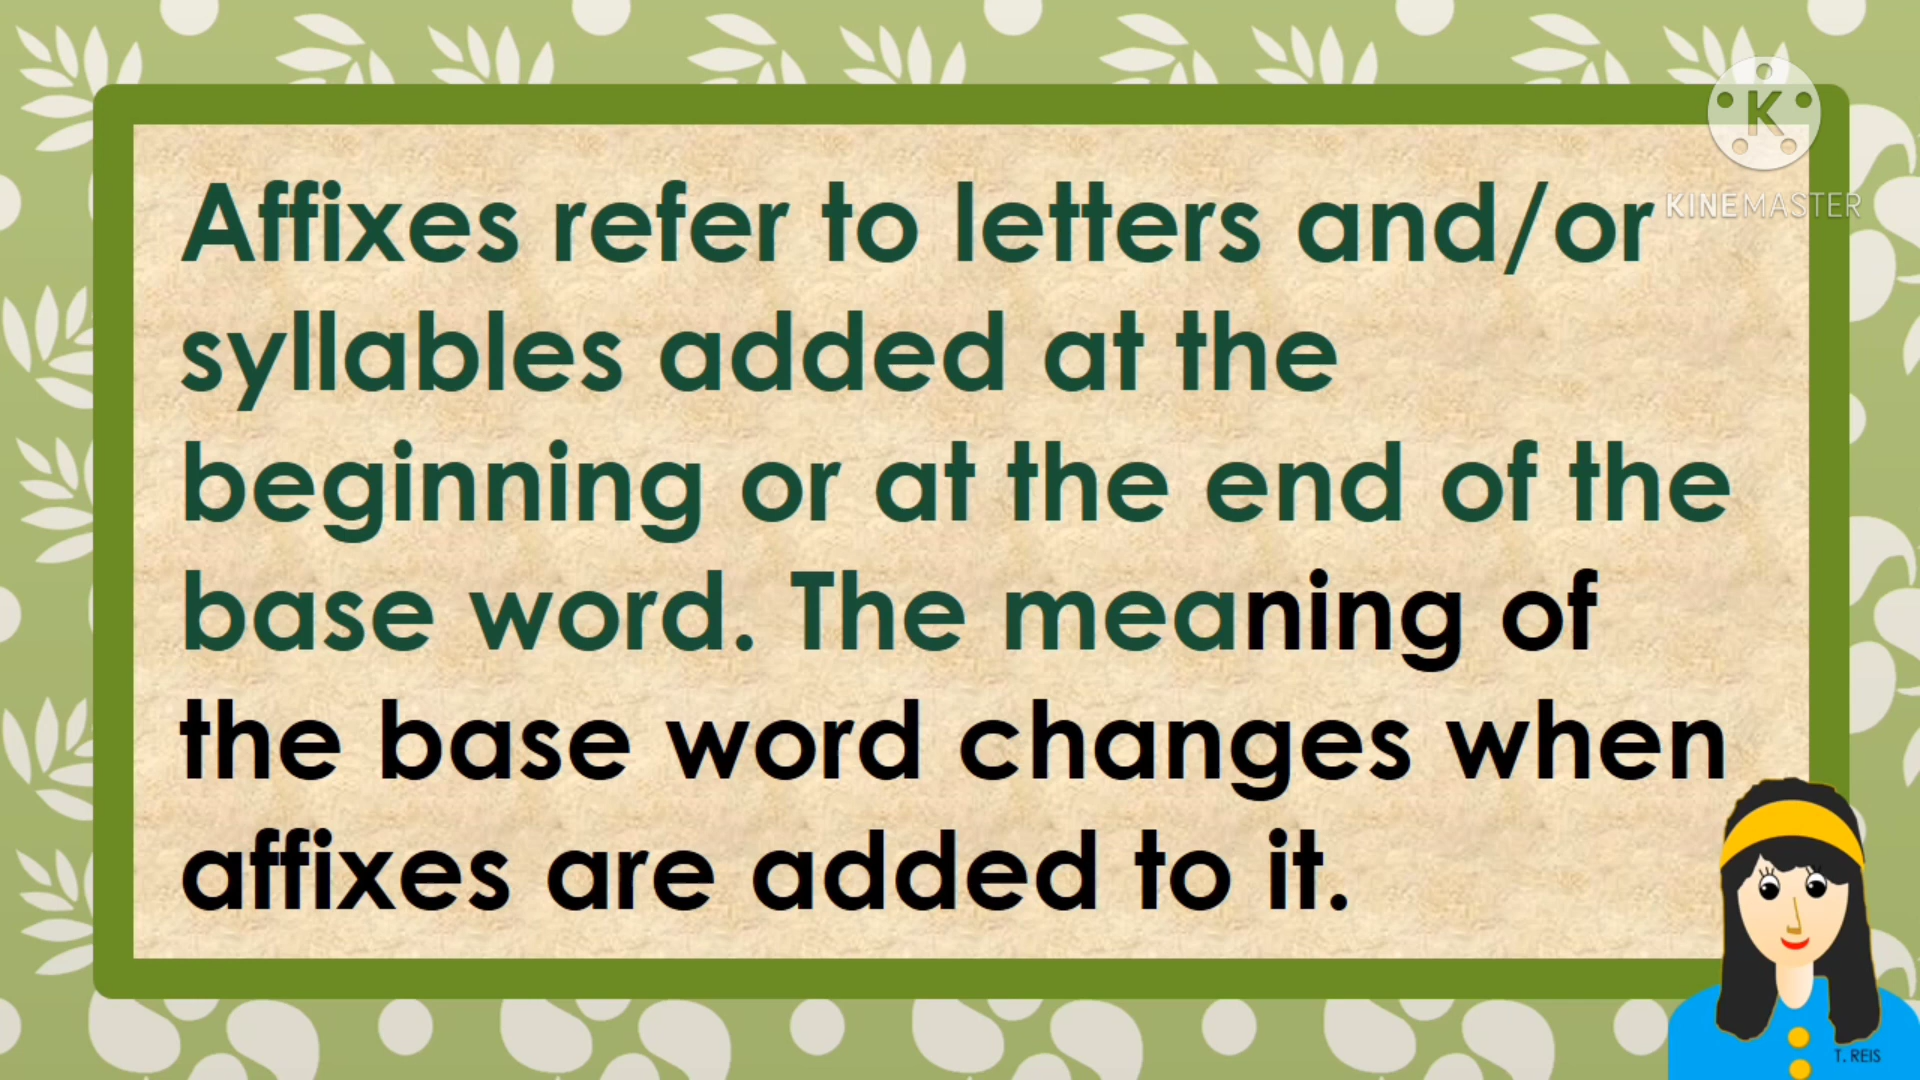 Affixes refer to letters and/or
syllables added at the
beginning or at the end of the
base word. The meaning of
the base word changes when
affixes are added to it.
K
KINEMASTER
T. REIS